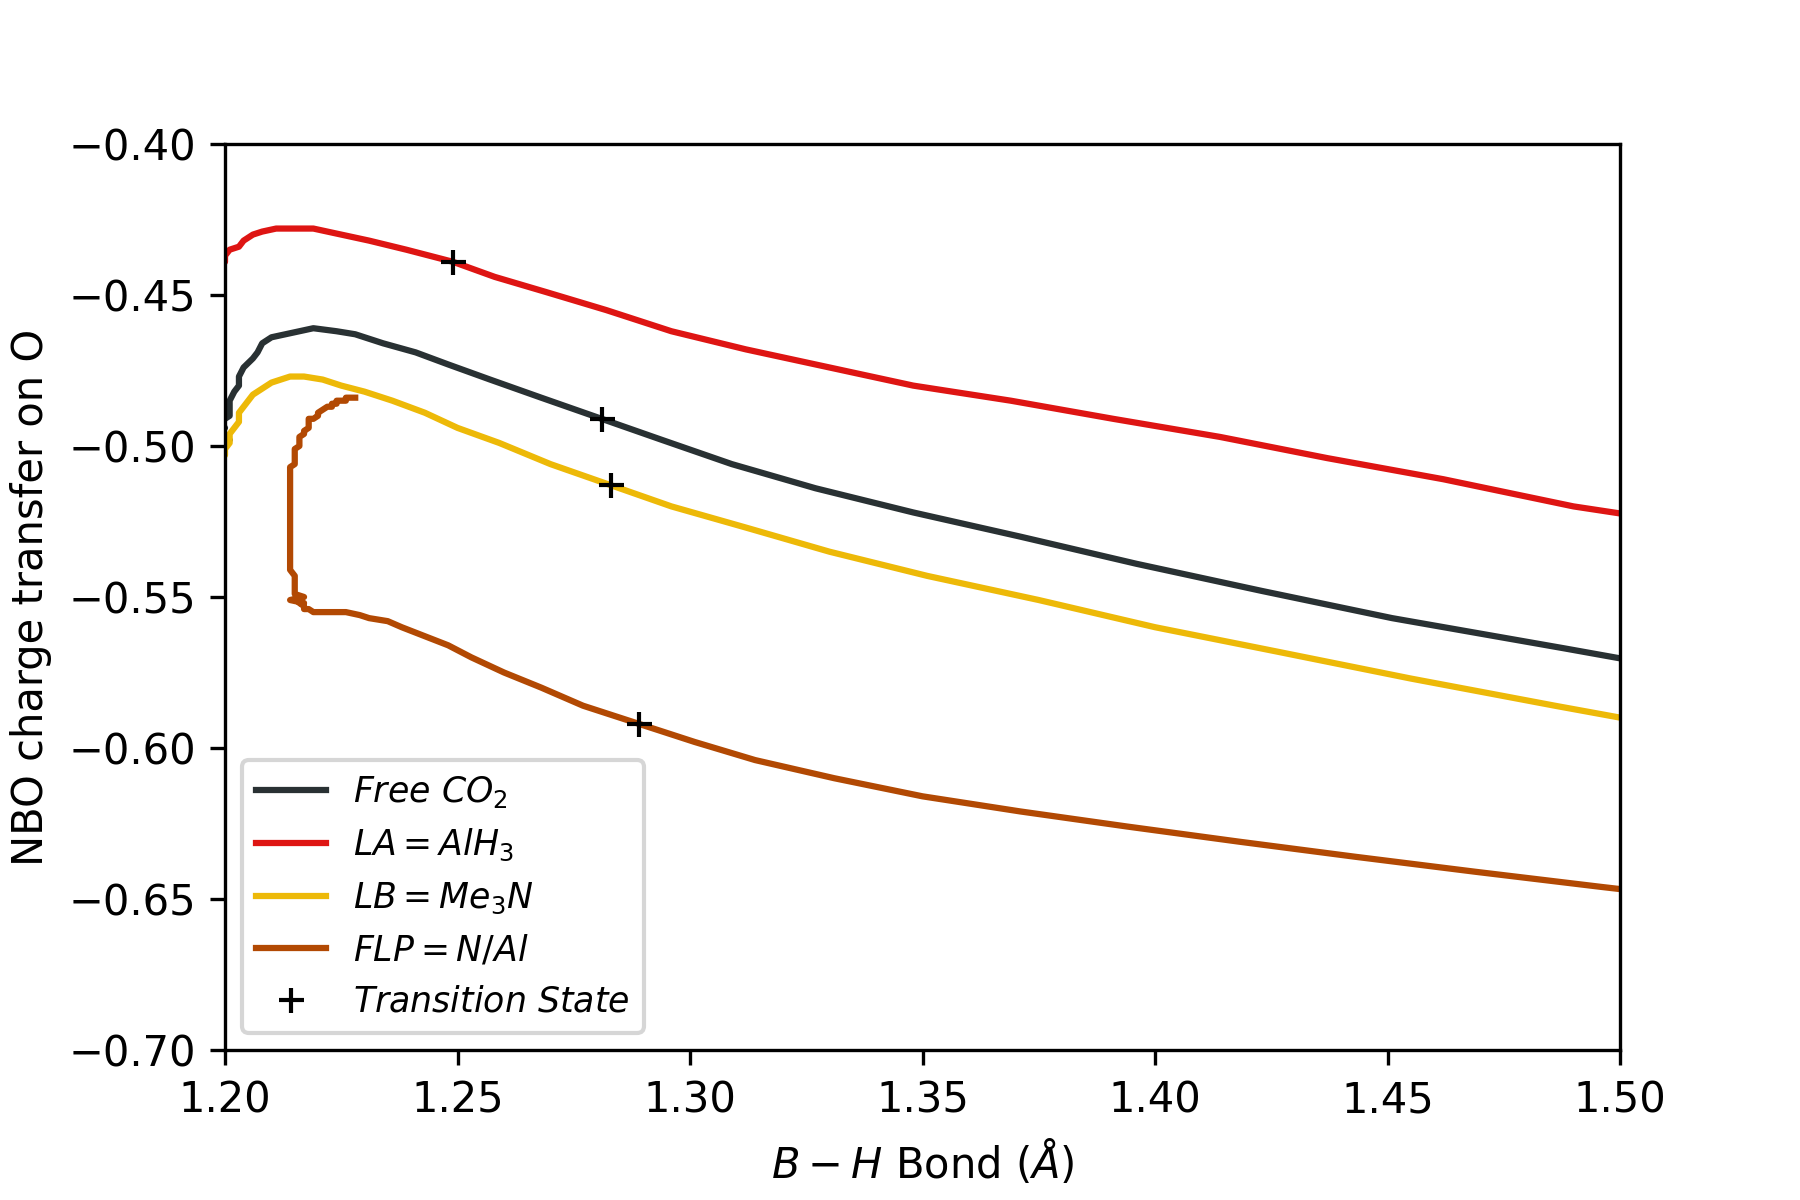 NBO charge transfer on O
−0.40
−0.45
−0.50
−0.55
−0.60
−0.65
−0.70
Free CO₂
LA = AlH₃
LB = Me₃N
FLP = N/Al
Transition State
1.20 1.25 1.30 1.35 1.40 1.45 1.50
B − H Bond (Å)